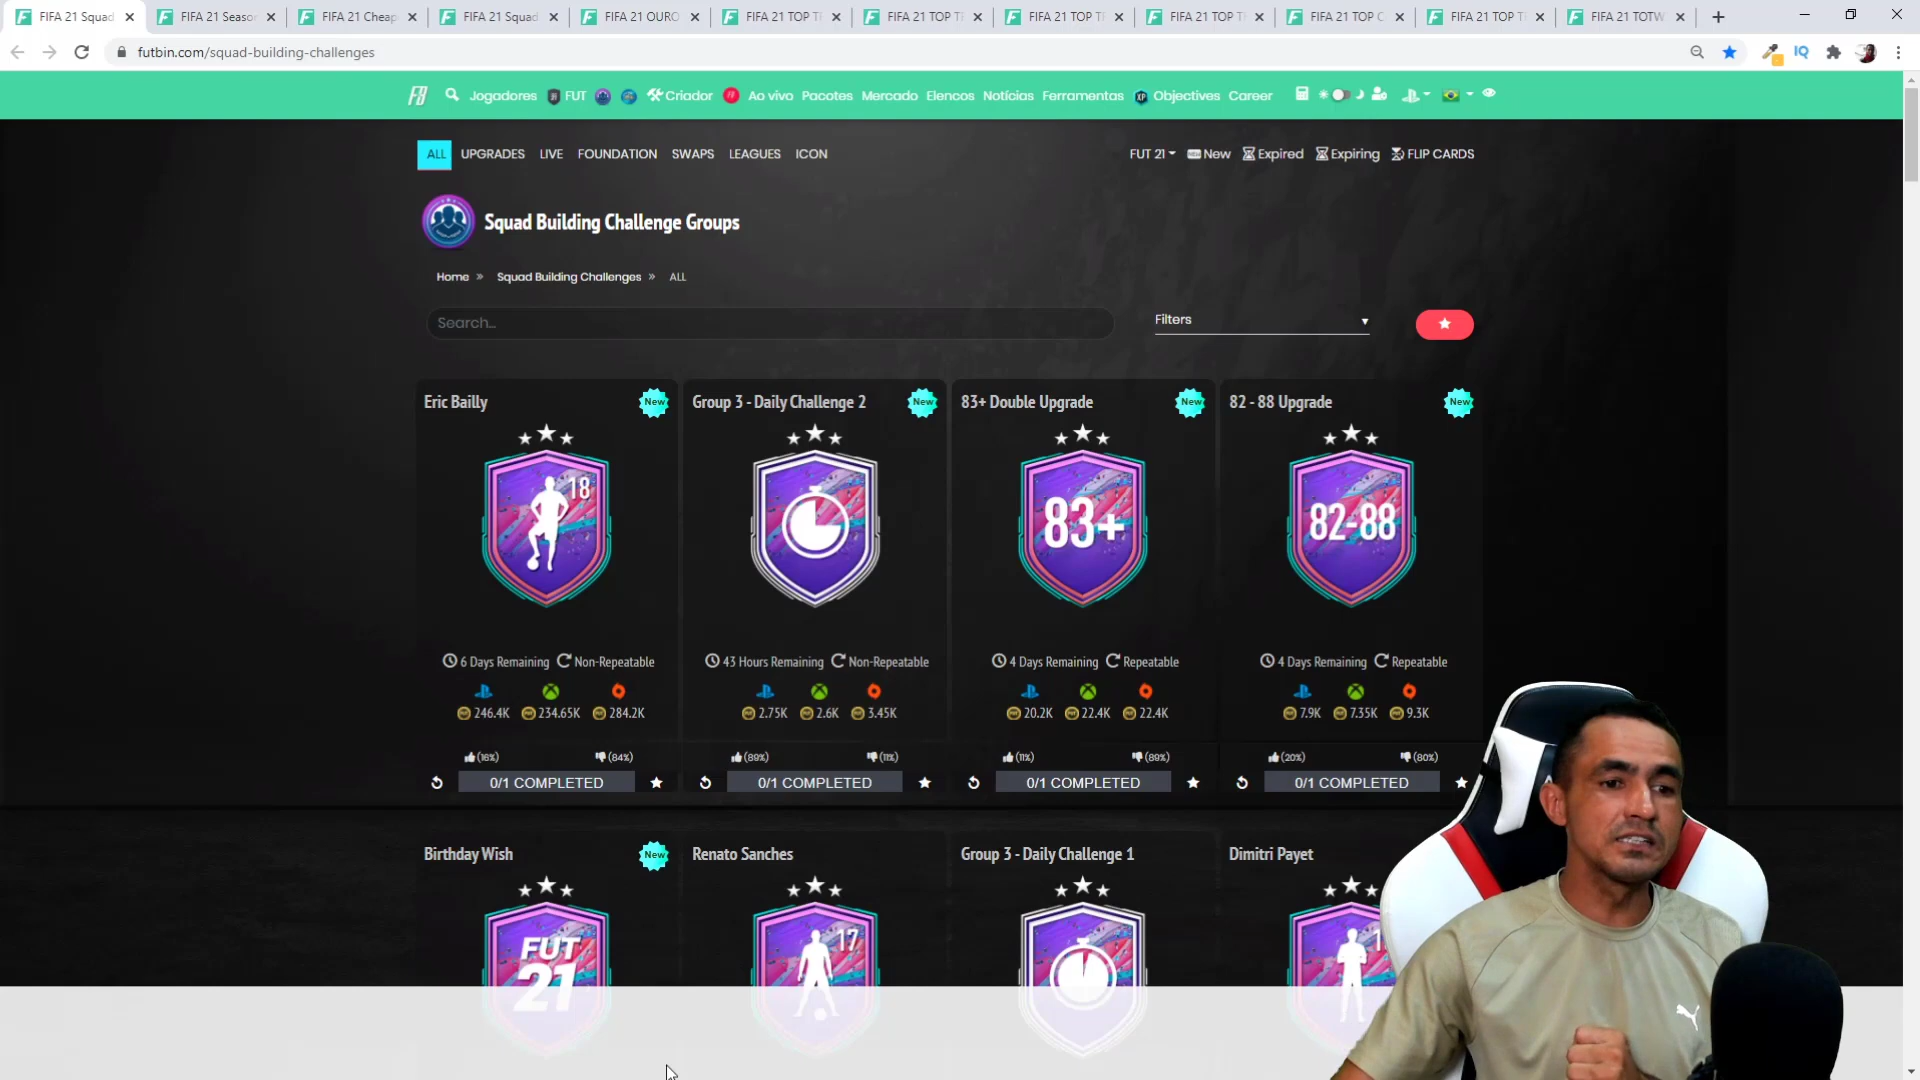 FIFA 21 Squad
FIFA 21 Season
FIFA 21 Cheap
FIFA 21 Squad
FIFA 21 OURO
FIFA 21 TOP
FIFA 21 TOP
FIFA 21 TOP
FIFA 21 TOP
FIFA 21 TOP
FIFA 21 TOP
FIFA 21 TOTW
futbin.com/squad-building-challenges
IQ
FB Jogadores FUT Criador Ao vivo Pacotes Mercado Elencos Notícias Ferramentas XP Objectives Career
ALL UPGRADES LIVE FOUNDATION SWAPS LEAGUES ICON
FUT 21 New Expired Expiring FLIP CARDS
Squad Building Challenge Groups
Home » Squad Building Challenges » ALL
Search...
Filters
Eric Bailly New
Group 3 - Daily Challenge 2 New
83+ Double Upgrade New
82 - 88 Upgrade New
18
83+
82-88
6 Days Remaining Non-Repeatable
43 Hours Remaining Non-Repeatable
4 Days Remaining Repeatable
4 Days Remaining Repeatable
246.4K 234.65K 284.2K
2.75K 2.6K 3.45K
20.2K 22.4K 22.4K
7.9K 7.35K 9.3K
(16%) (84%)
(89%) (11%)
(11%) (89%)
(20%) (80%)
0/1 COMPLETED
0/1 COMPLETED
0/1 COMPLETED
0/1 COMPLETED
Birthday Wish New
Renato Sanches
Group 3 - Daily Challenge 1
Dimitri Payet
FUT
21
17